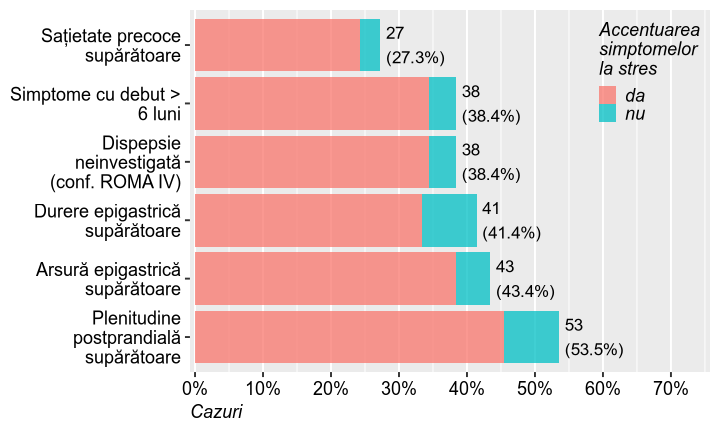 Sațietate precoce
supărătoare
27
(27.3%)
Simptome cu debut >
6 luni
38
(38.4%)
Dispepsie
neinvestigată
(conf. ROMA IV)
38
(38.4%)
Durere epigastrică
supărătoare
41
(41.4%)
Arsură epigastrică
supărătoare
43
(43.4%)
Plenitudine
postprandială
supărătoare
53
(53.5%)
0%
10%
20%
30%
40%
50%
60%
70%
Cazuri
Accentuarea
simptomelor
la stres
da
nu